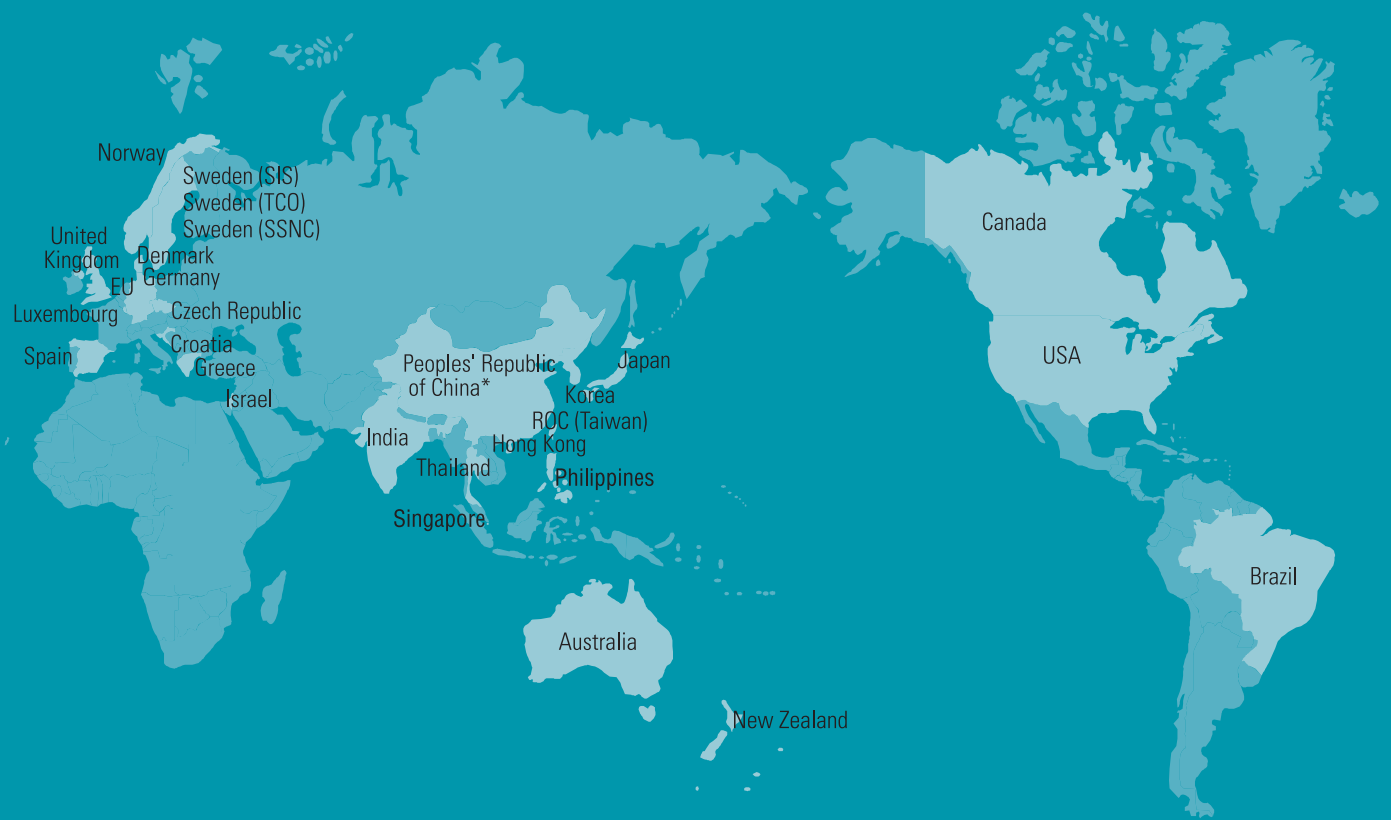 Norway
Sweden (SIS)
Sweden (TCO)
Sweden (SSNC)
United
Kingdom
Denmark
Germany
EU
Luxembourg
Czech Republic
Croatia
Spain
Greece
Israel
Peoples' Republic
of China*
Japan
Korea
ROC (Taiwan)
Hong Kong
India
Thailand
Philippines
Singapore
Australia
New Zealand
Canada
USA
Brazil